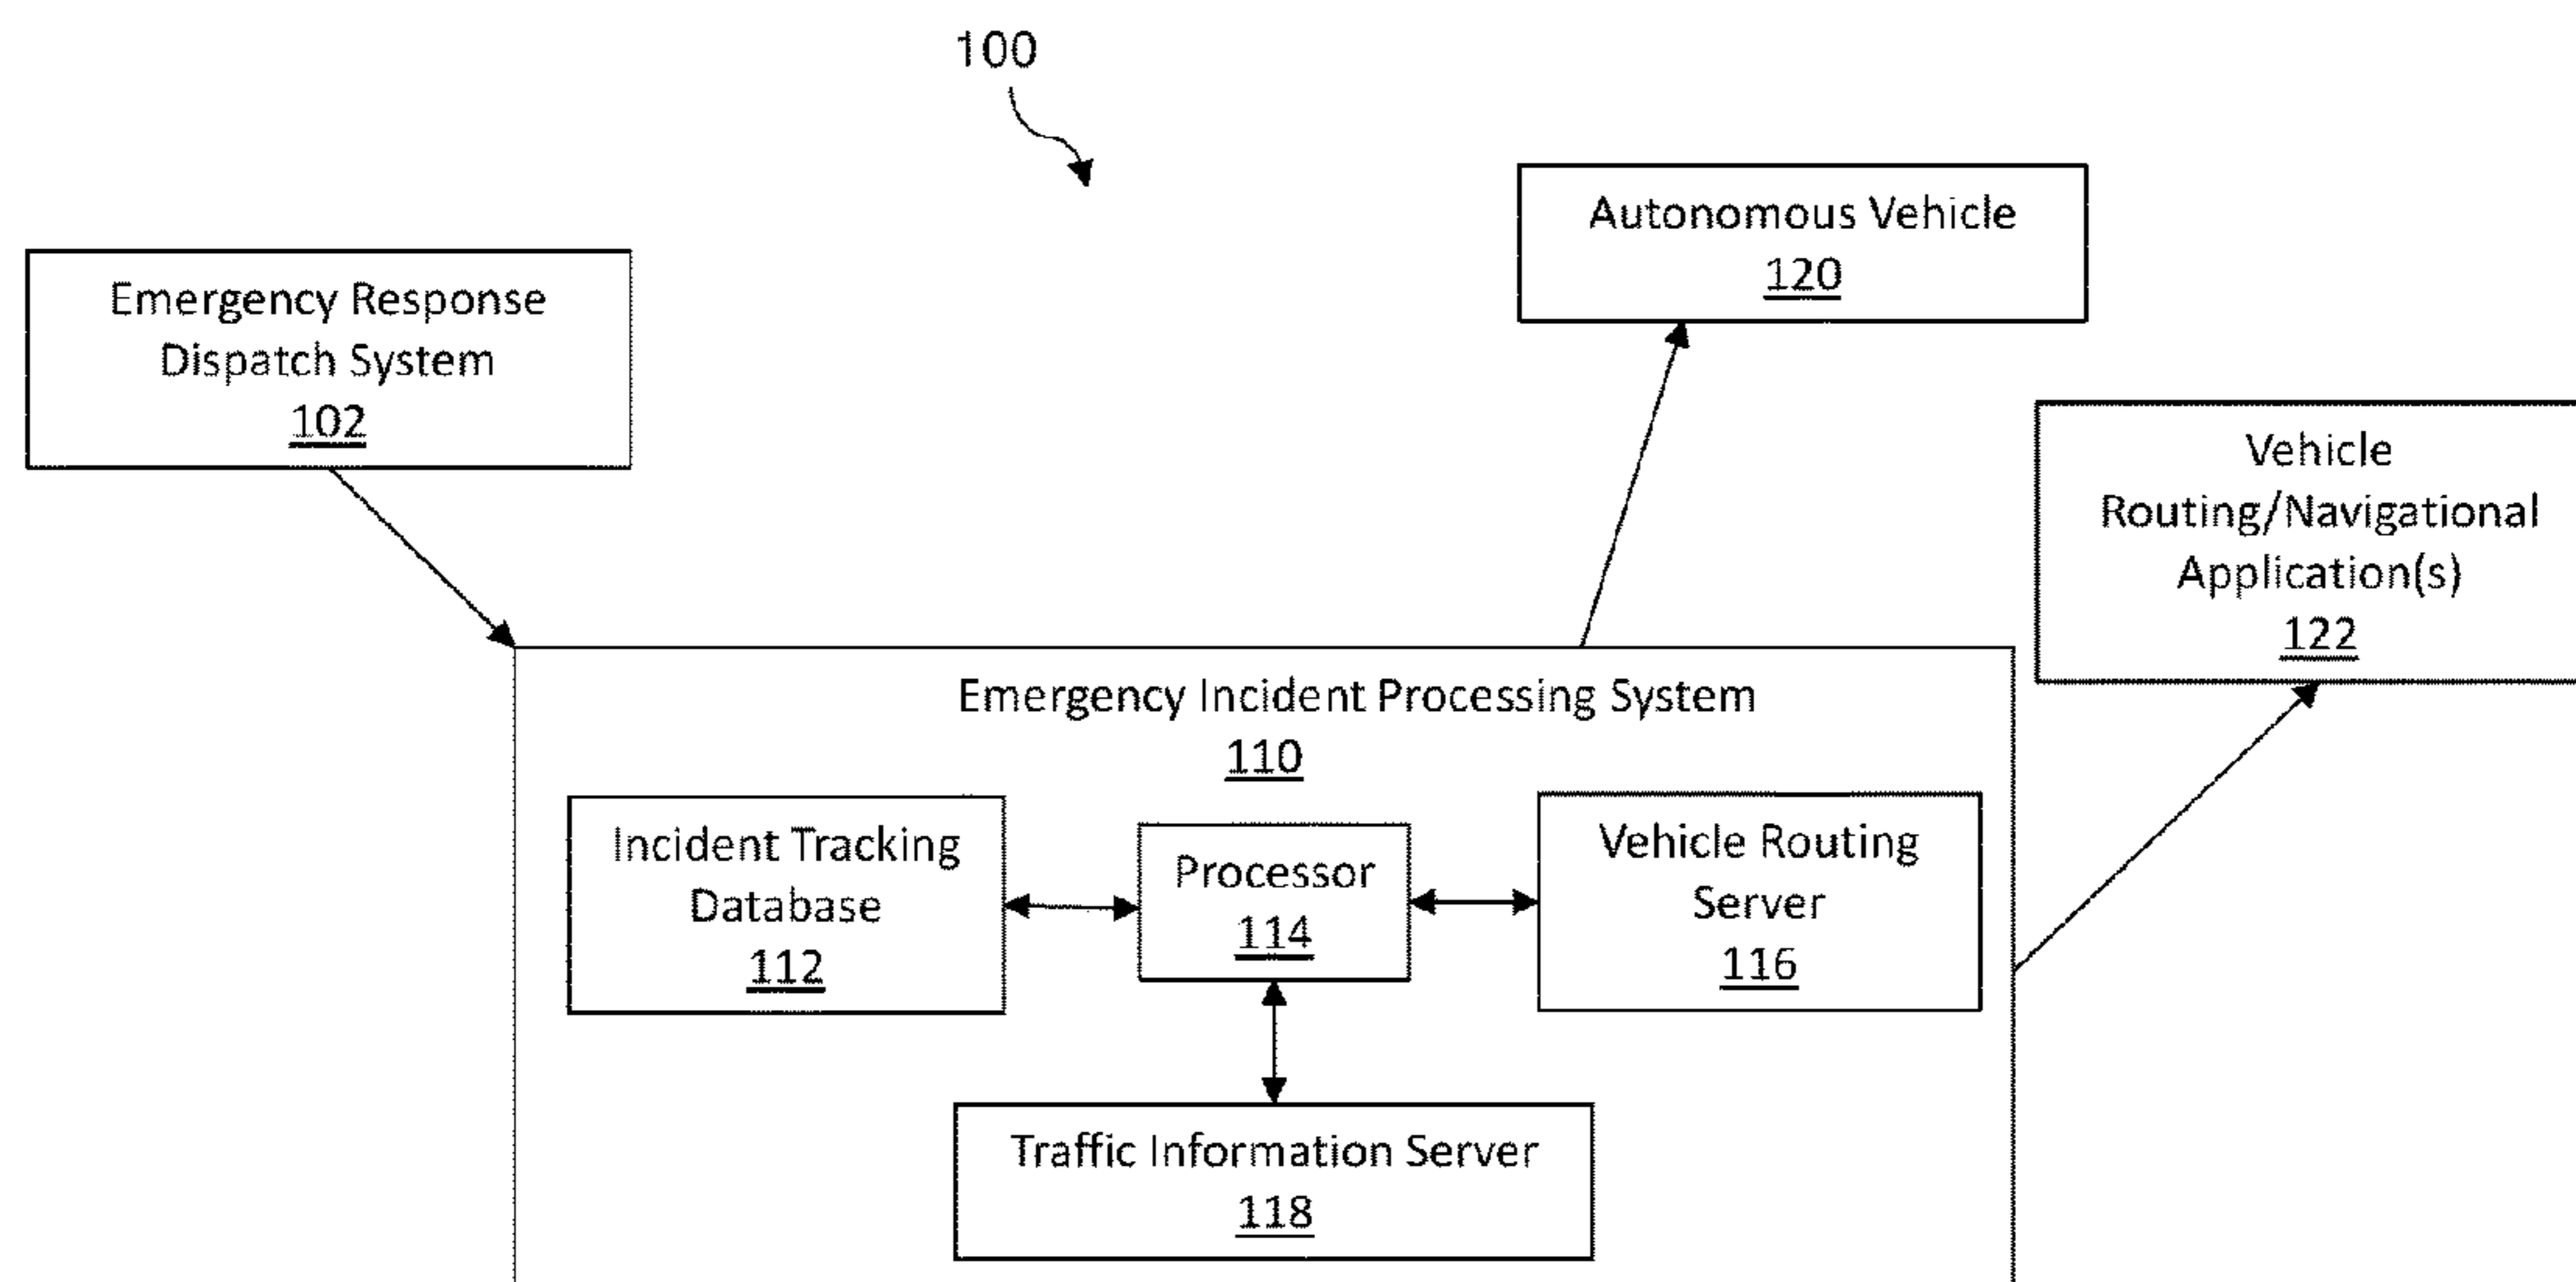 100
Autonomous Vehicle
120
Emergency Response
Dispatch System
102
Vehicle
Routing/Navigational
Application(s)
122
Emergency Incident Processing System
110
Incident Tracking
Database
112
Processor
114
Vehicle Routing
Server
116
Traffic Information Server
118